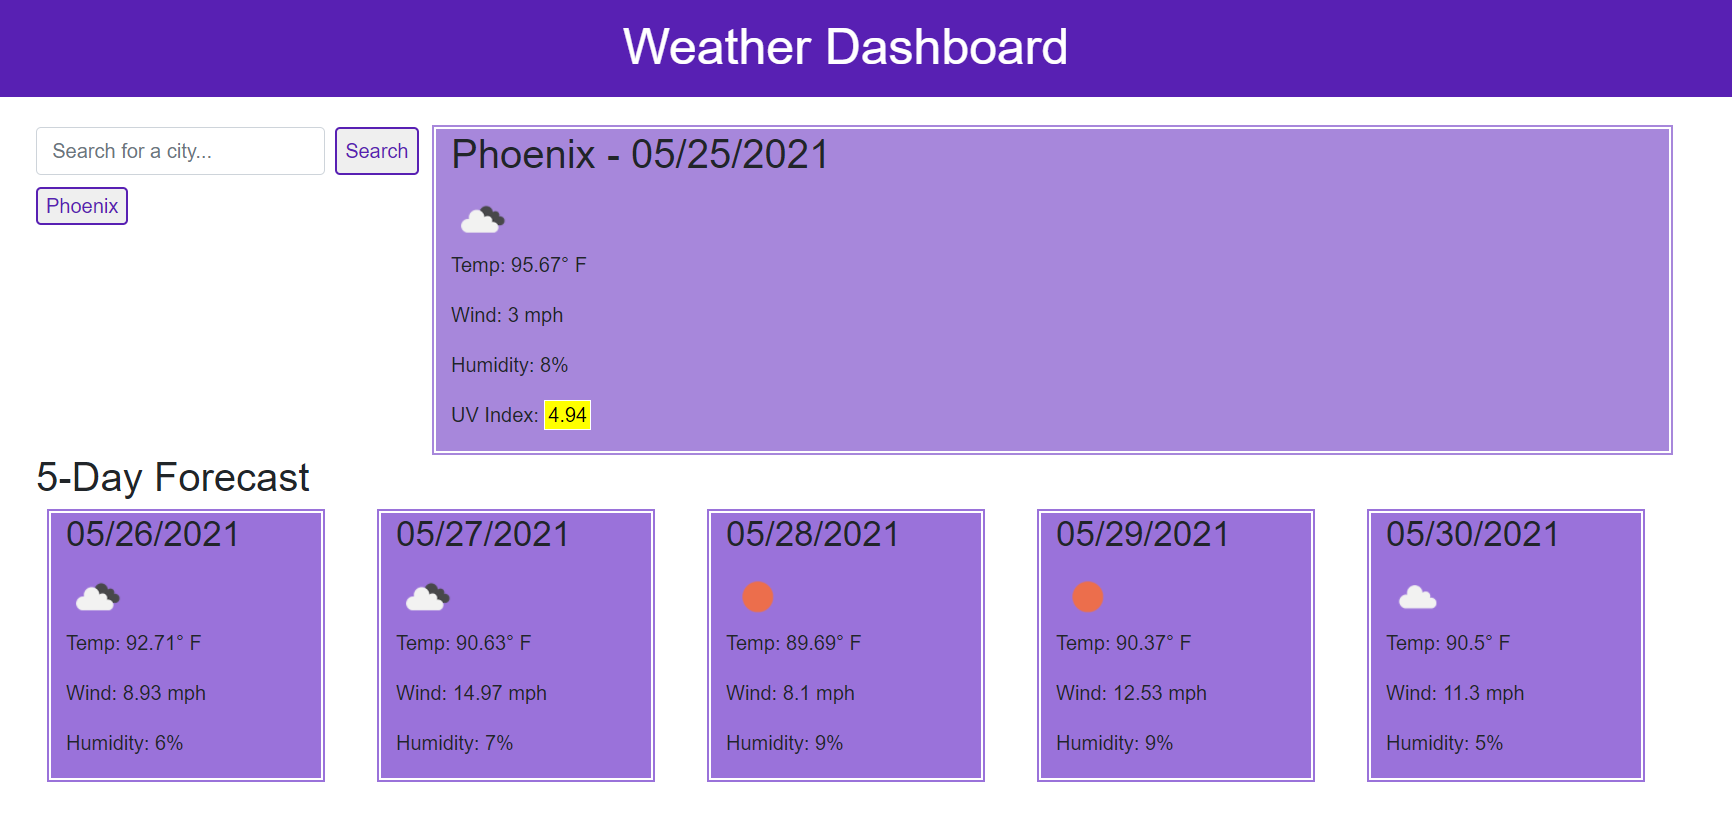 Weather Dashboard
Search for a city...
Search
Phoenix
Phoenix - 05/25/2021
Temp: 95.67° F
Wind: 3 mph
Humidity: 8%
UV Index: 4.94
5-Day Forecast
05/26/2021
Temp: 92.71° F
Wind: 8.93 mph
Humidity: 6%
05/27/2021
Temp: 90.63° F
Wind: 14.97 mph
Humidity: 7%
05/28/2021
Temp: 89.69° F
Wind: 8.1 mph
Humidity: 9%
05/29/2021
Temp: 90.37° F
Wind: 12.53 mph
Humidity: 9%
05/30/2021
Temp: 90.5° F
Wind: 11.3 mph
Humidity: 5%